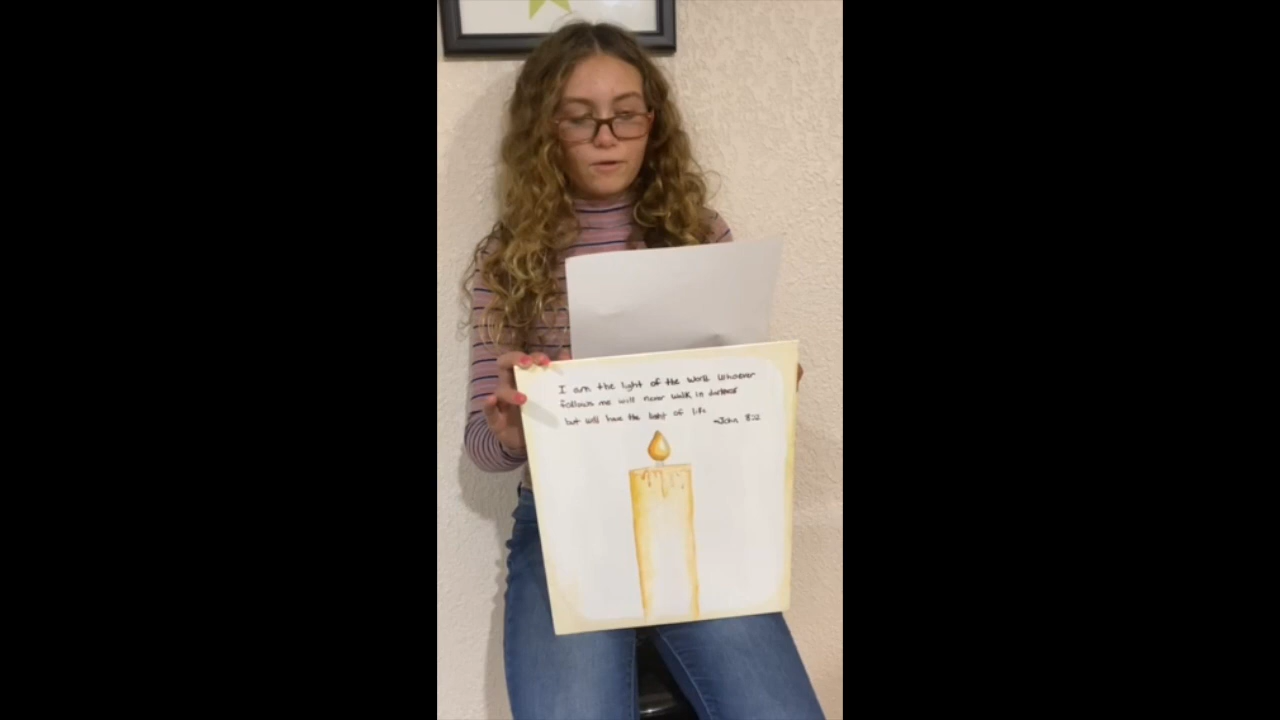 I am the light of the world. Whoever
follows me will never walk in darkness
but will have the light of life
~John 8:12